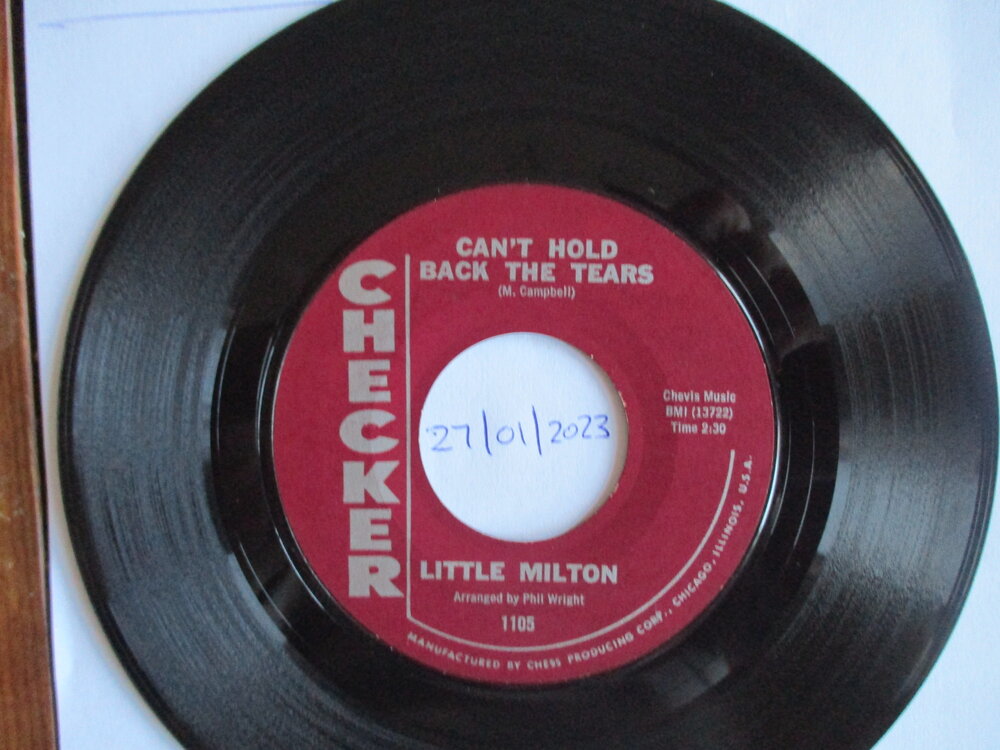 CAN'T HOLD
BACK THE TEARS
(M. Campbell)
CHECKER
Chevis Music
BMI (13722)
Time 2:30
27/01/2023
LITTLE MILTON
Arranged by Phil Wright
1105
MANUFACTURED BY CHESS PRODUCING CORP., CHICAGO, ILLINOIS, U.S.A.